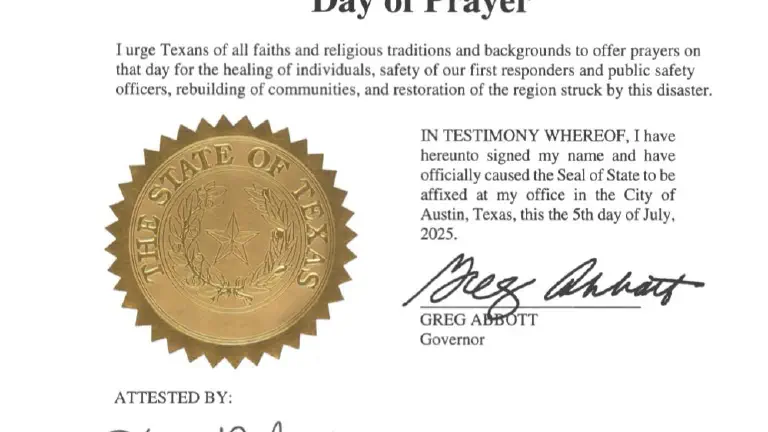 Day of Prayer
I urge Texans of all faiths and religious traditions and backgrounds to offer prayers on
that day for the healing of individuals, safety of our first responders and public safety
officers, rebuilding of communities, and restoration of the region struck by this disaster.
THE STATE OF TEXAS
IN TESTIMONY WHEREOF, I have
hereunto signed my name and have
officially caused the Seal of State to be
affixed at my office in the City of
Austin, Texas, this the 5th day of July,
2025.
Greg Abbott
GREG ABBOTT
Governor
ATTESTED BY: